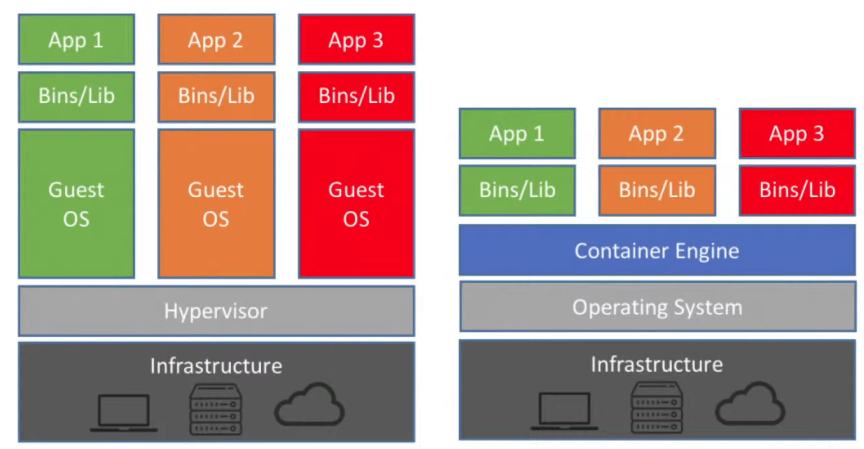 App 1
App 2
App 3
Bins/Lib
Bins/Lib
Bins/Lib
Guest
OS
Guest
OS
Guest
OS
Hypervisor
Infrastructure
App 1
App 2
App 3
Bins/Lib
Bins/Lib
Bins/Lib
Container Engine
Operating System
Infrastructure